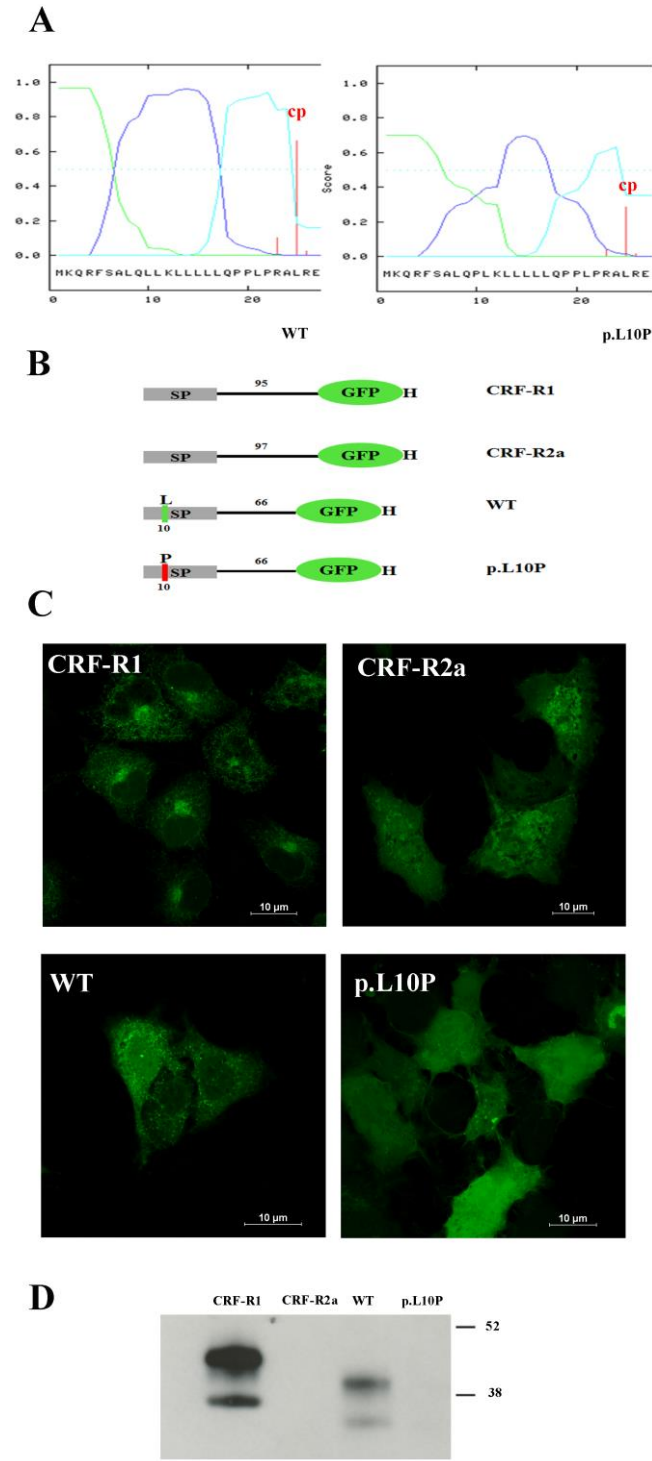 A
1.0
0.8
0.6
0.4
0.2
0.0
cp
M K Q R F S A L Q L L K L L L L L Q P P L P R A L R E
0 10 20
WT
1.0
0.8
0.6
0.4
0.2
0.0
Score
cp
M K Q R F S A L Q P L K L L L L L Q P P L P R A L R E
0 10 20
p.L10P
B
SP 95 GFP H CRF-R1
SP 97 GFP H CRF-R2a
L
SP 66 GFP H WT
10
P
SP 66 GFP H p.L10P
10
C
CRF-R1
10 µm
CRF-R2a
10 µm
WT
10 µm
p.L10P
10 µm
D
CRF-R1 CRF-R2a WT p.L10P
52
38